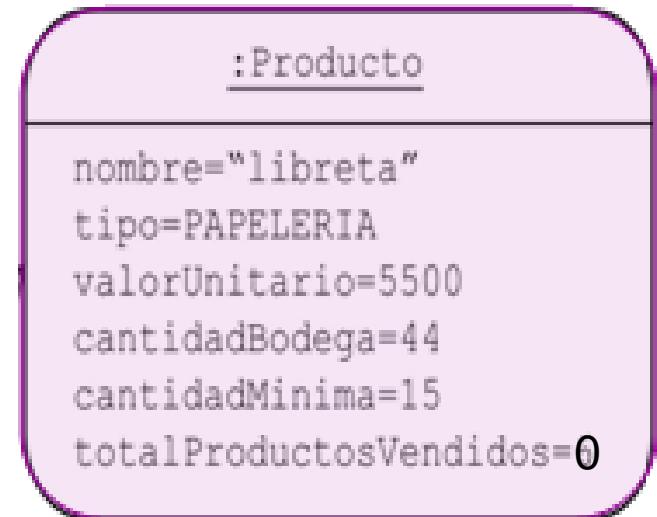 :Producto
nombre="libreta"
tipo=PAPELERIA
valorUnitario=5500
cantidadBodega=44
cantidadMinima=15
totalProductosVendidos=0